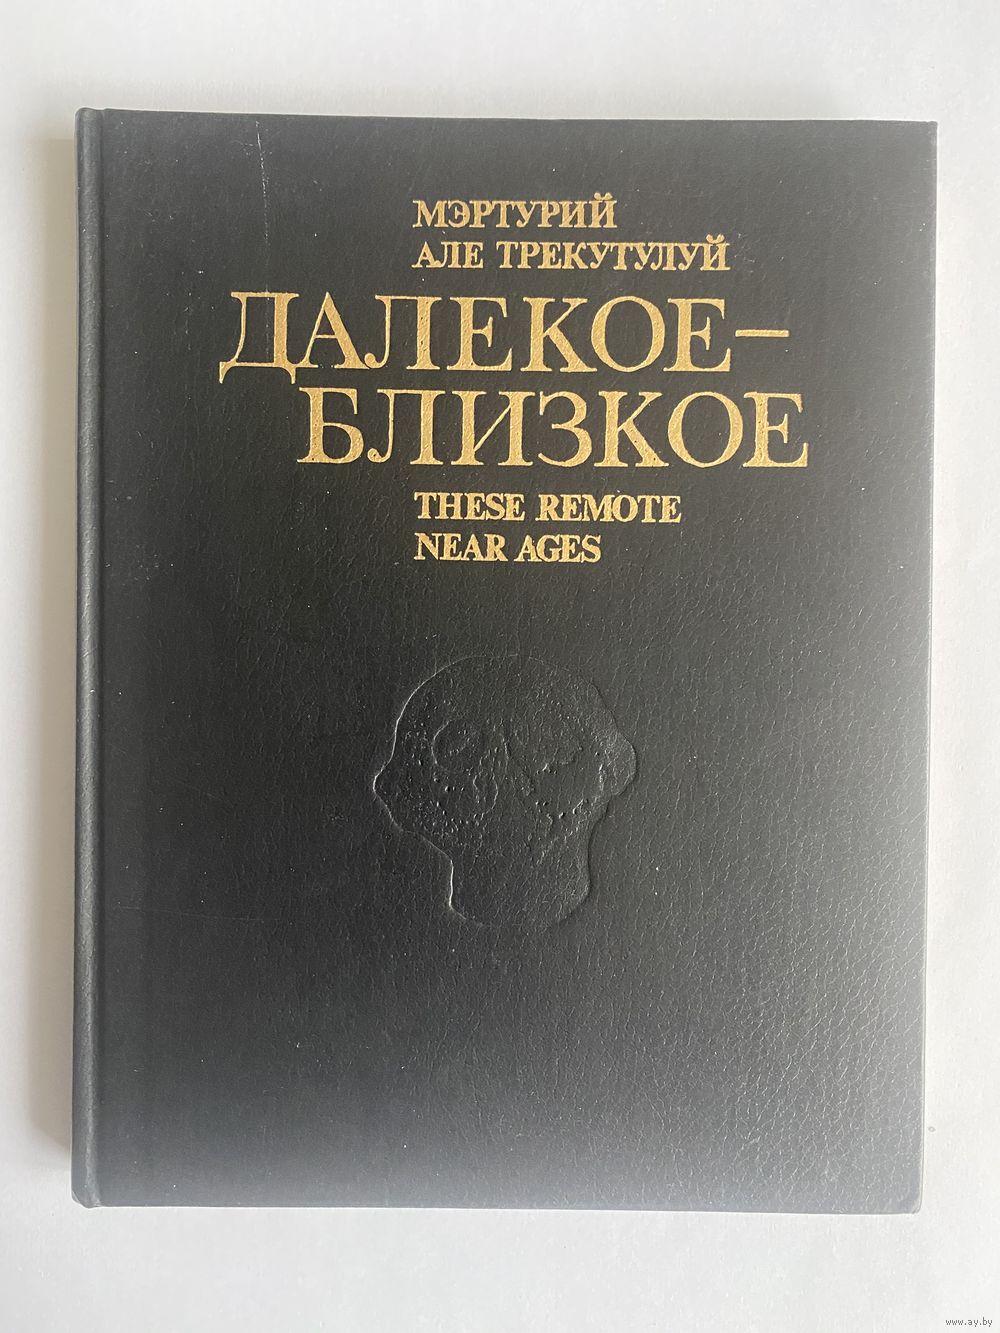 МЭРТУРИЙ
АЛЕ ТРЕКУТУЛУЙ
ДАЛЕКОЕ—
БЛИЗКОЕ
THESE REMOTE
NEAR AGES
www.ay.by